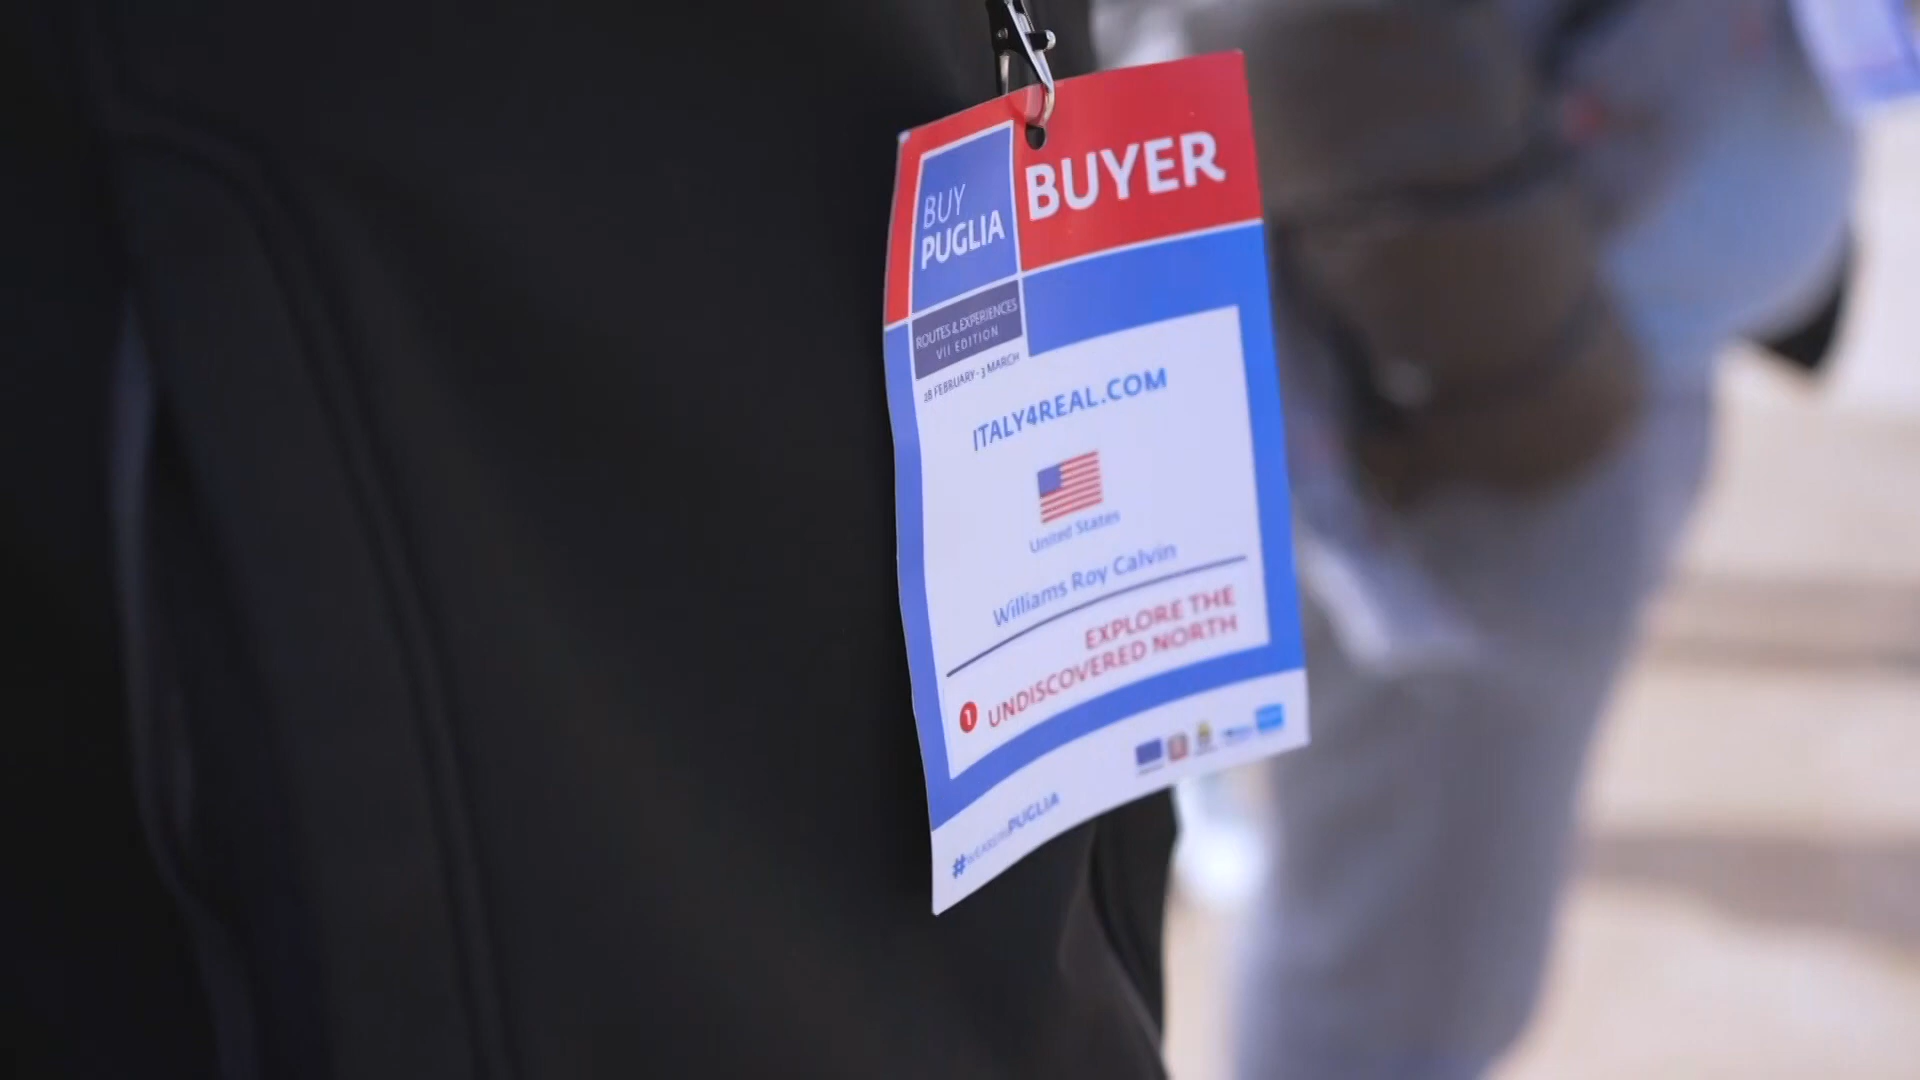 BUYER
BUY
PUGLIA
ROUTES & EXPERIENCES
VII EDITION
28 FEBRUARY - 3 MARCH
ITALY4REAL.COM
United States
Williams Roy Calvin
EXPLORE THE
1 UNDISCOVERED NORTH
#WEAREINPUGLIA